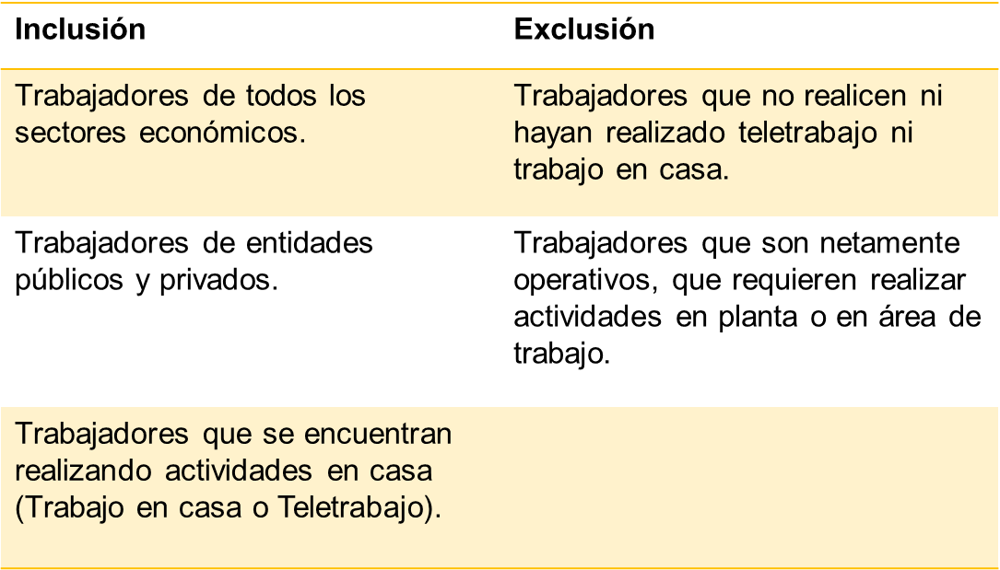 Inclusión
Exclusión
Trabajadores de todos los
sectores económicos.
Trabajadores que no realicen ni
hayan realizado teletrabajo ni
trabajo en casa.
Trabajadores de entidades
públicos y privados.
Trabajadores que son netamente
operativos, que requieren realizar
actividades en planta o en área de
trabajo.
Trabajadores que se encuentran
realizando actividades en casa
(Trabajo en casa o Teletrabajo).